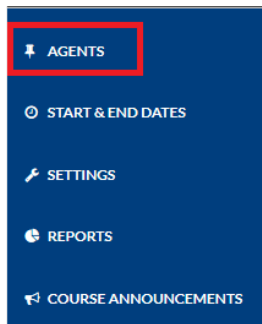 AGENTS
START & END DATES
SETTINGS
REPORTS
COURSE ANNOUNCEMENTS